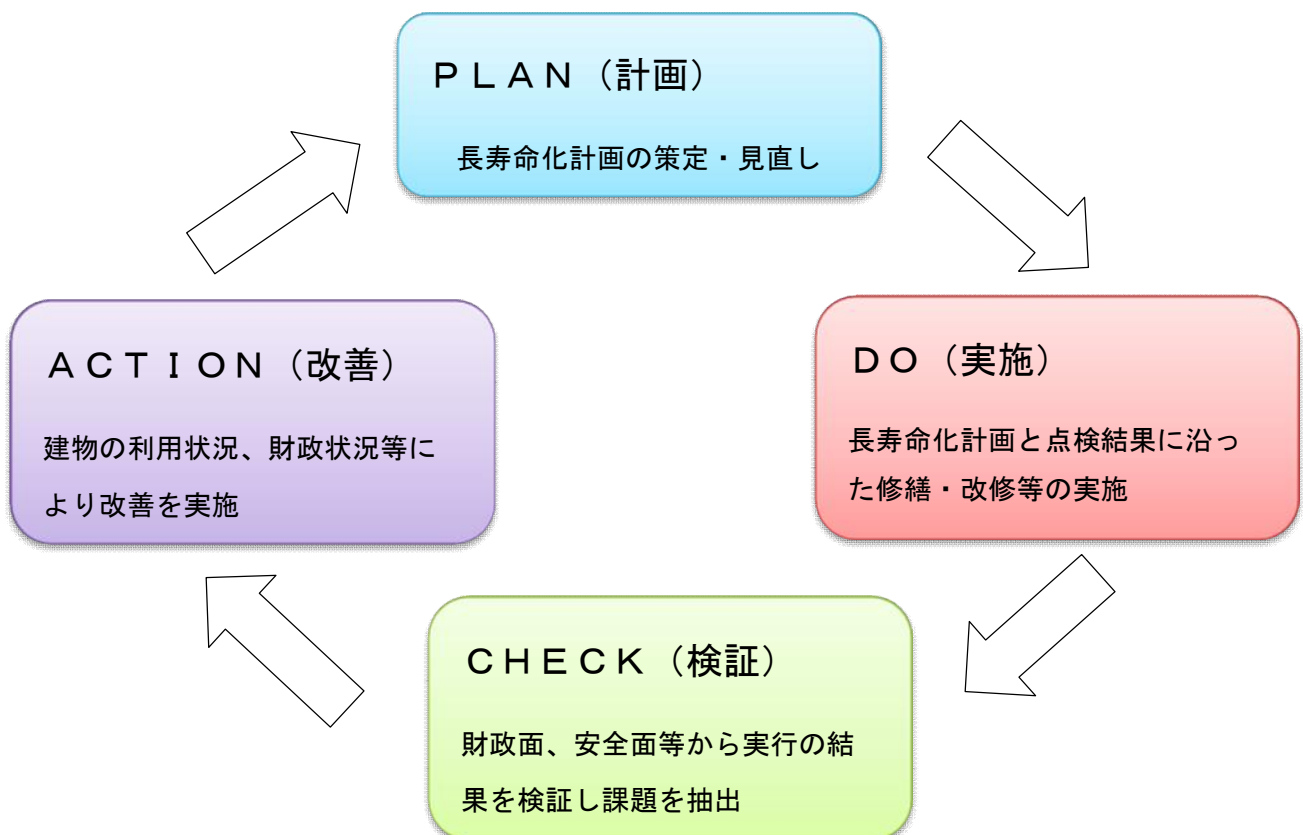 ＰＬＡＮ（計画）
長寿命化計画の策定・見直し
ＤＯ（実施）
長寿命化計画と点検結果に沿っ
た修繕・改修等の実施
ＣＨＥＣＫ（検証）
財政面、安全面等から実行の結
果を検証し課題を抽出
ＡＣＴＩＯＮ（改善）
建物の利用状況、財政状況等に
より改善を実施